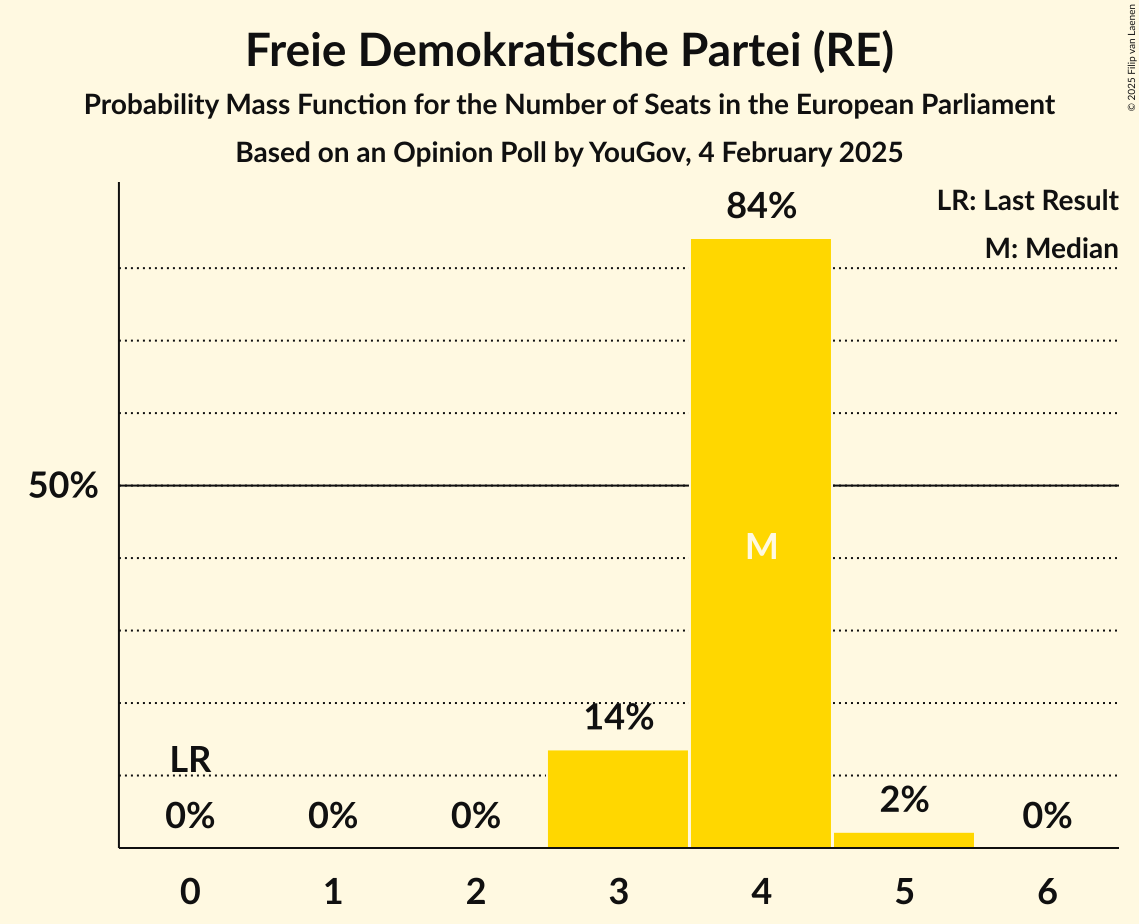 Freie Demokratische Partei (RE)
Probability Mass Function for the Number of Seats in the European Parliament
Based on an Opinion Poll by YouGov, 4 February 2025
© 2025 Filip van Laenen
LR: Last Result
M: Median
84%
50%
M
14%
LR
2%
0% 0% 0% 0%
0 1 2 3 4 5 6